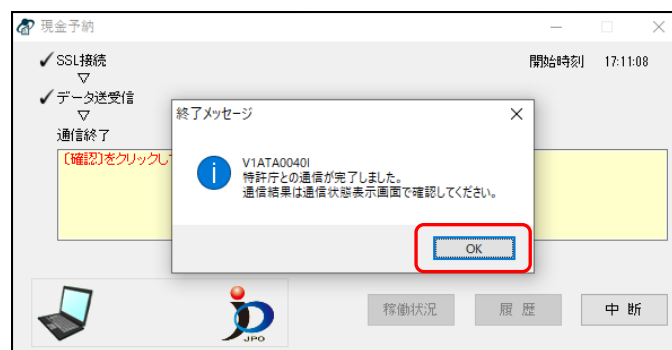 現金予納
✓SSL接続
開始時刻 17:11:08
▽
✓データ送受信
▽
通信終了
〔確認〕をクリックし
終了メッセージ
V1ATA0040I
特許庁との通信が完了しました。
通信結果は通信状態表示画面で確認してください。
OK
JPO
稼働状況
履 歴
中 断